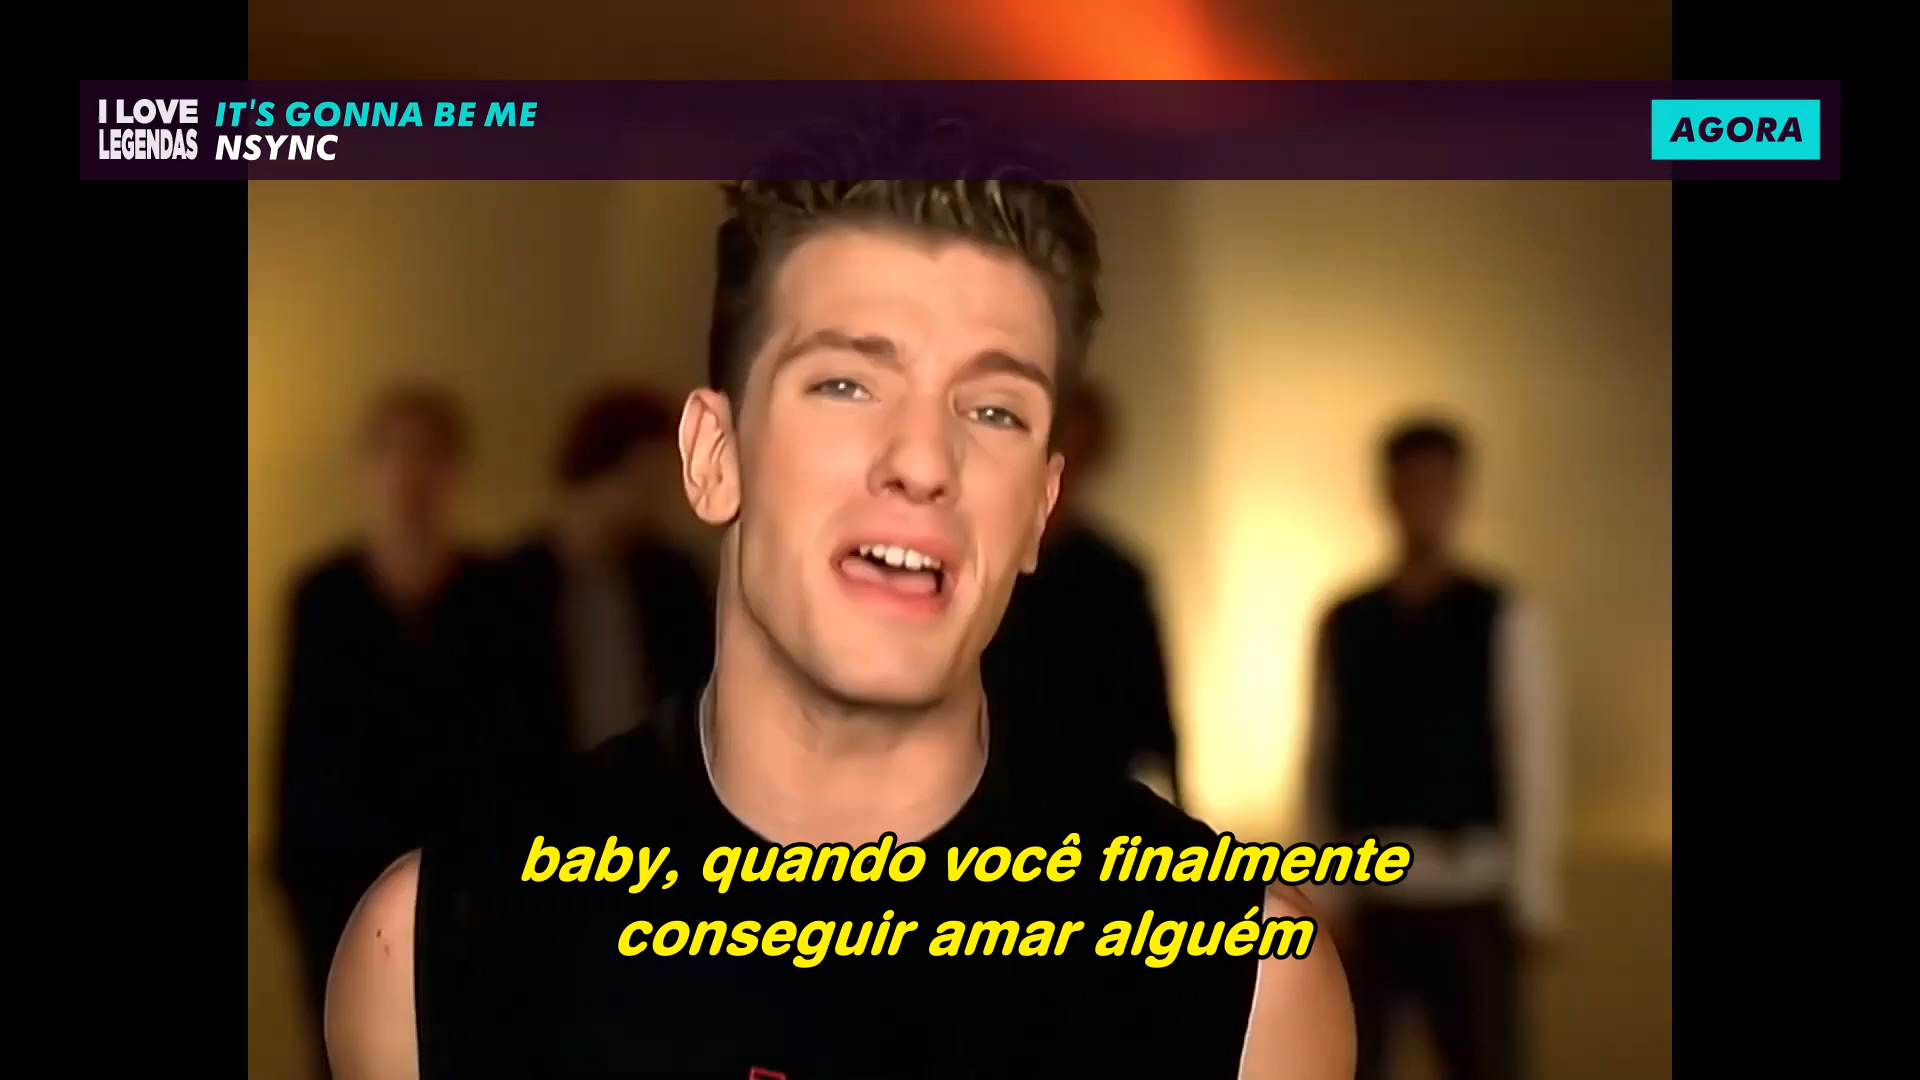 I LOVE
LEGENDAS
IT'S GONNA BE ME
NSYNC
AGORA
baby, quando você finalmente
conseguir amar alguém